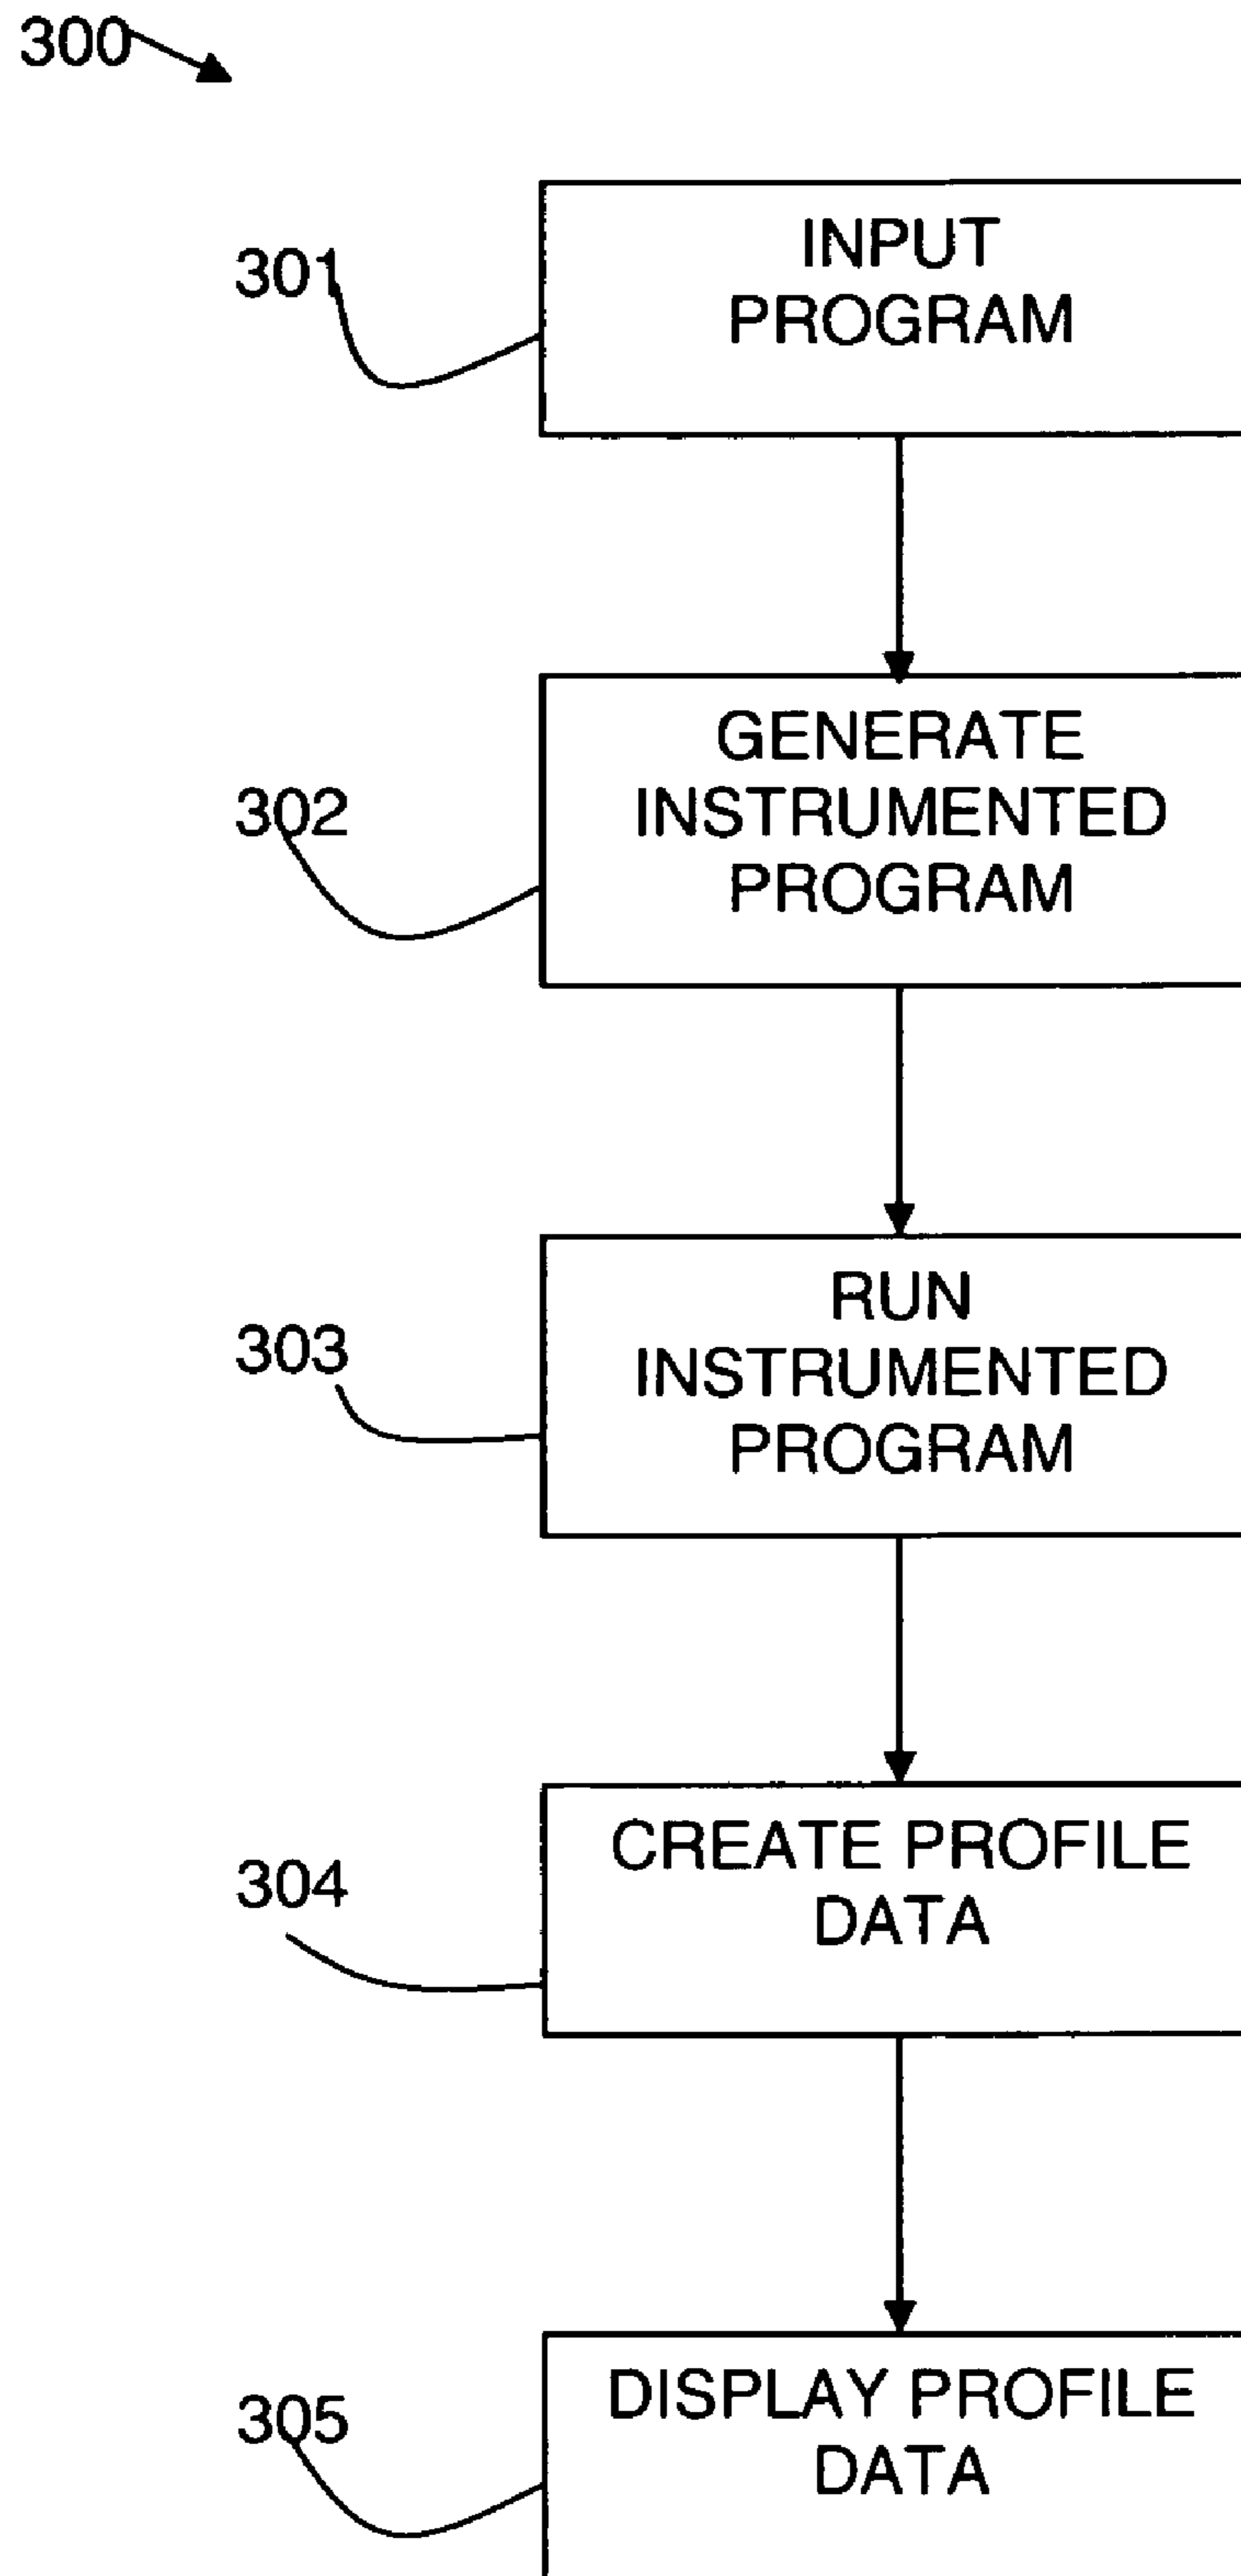 300
301
INPUT
PROGRAM
302
GENERATE
INSTRUMENTED
PROGRAM
303
RUN
INSTRUMENTED
PROGRAM
304
CREATE PROFILE
DATA
305
DISPLAY PROFILE
DATA